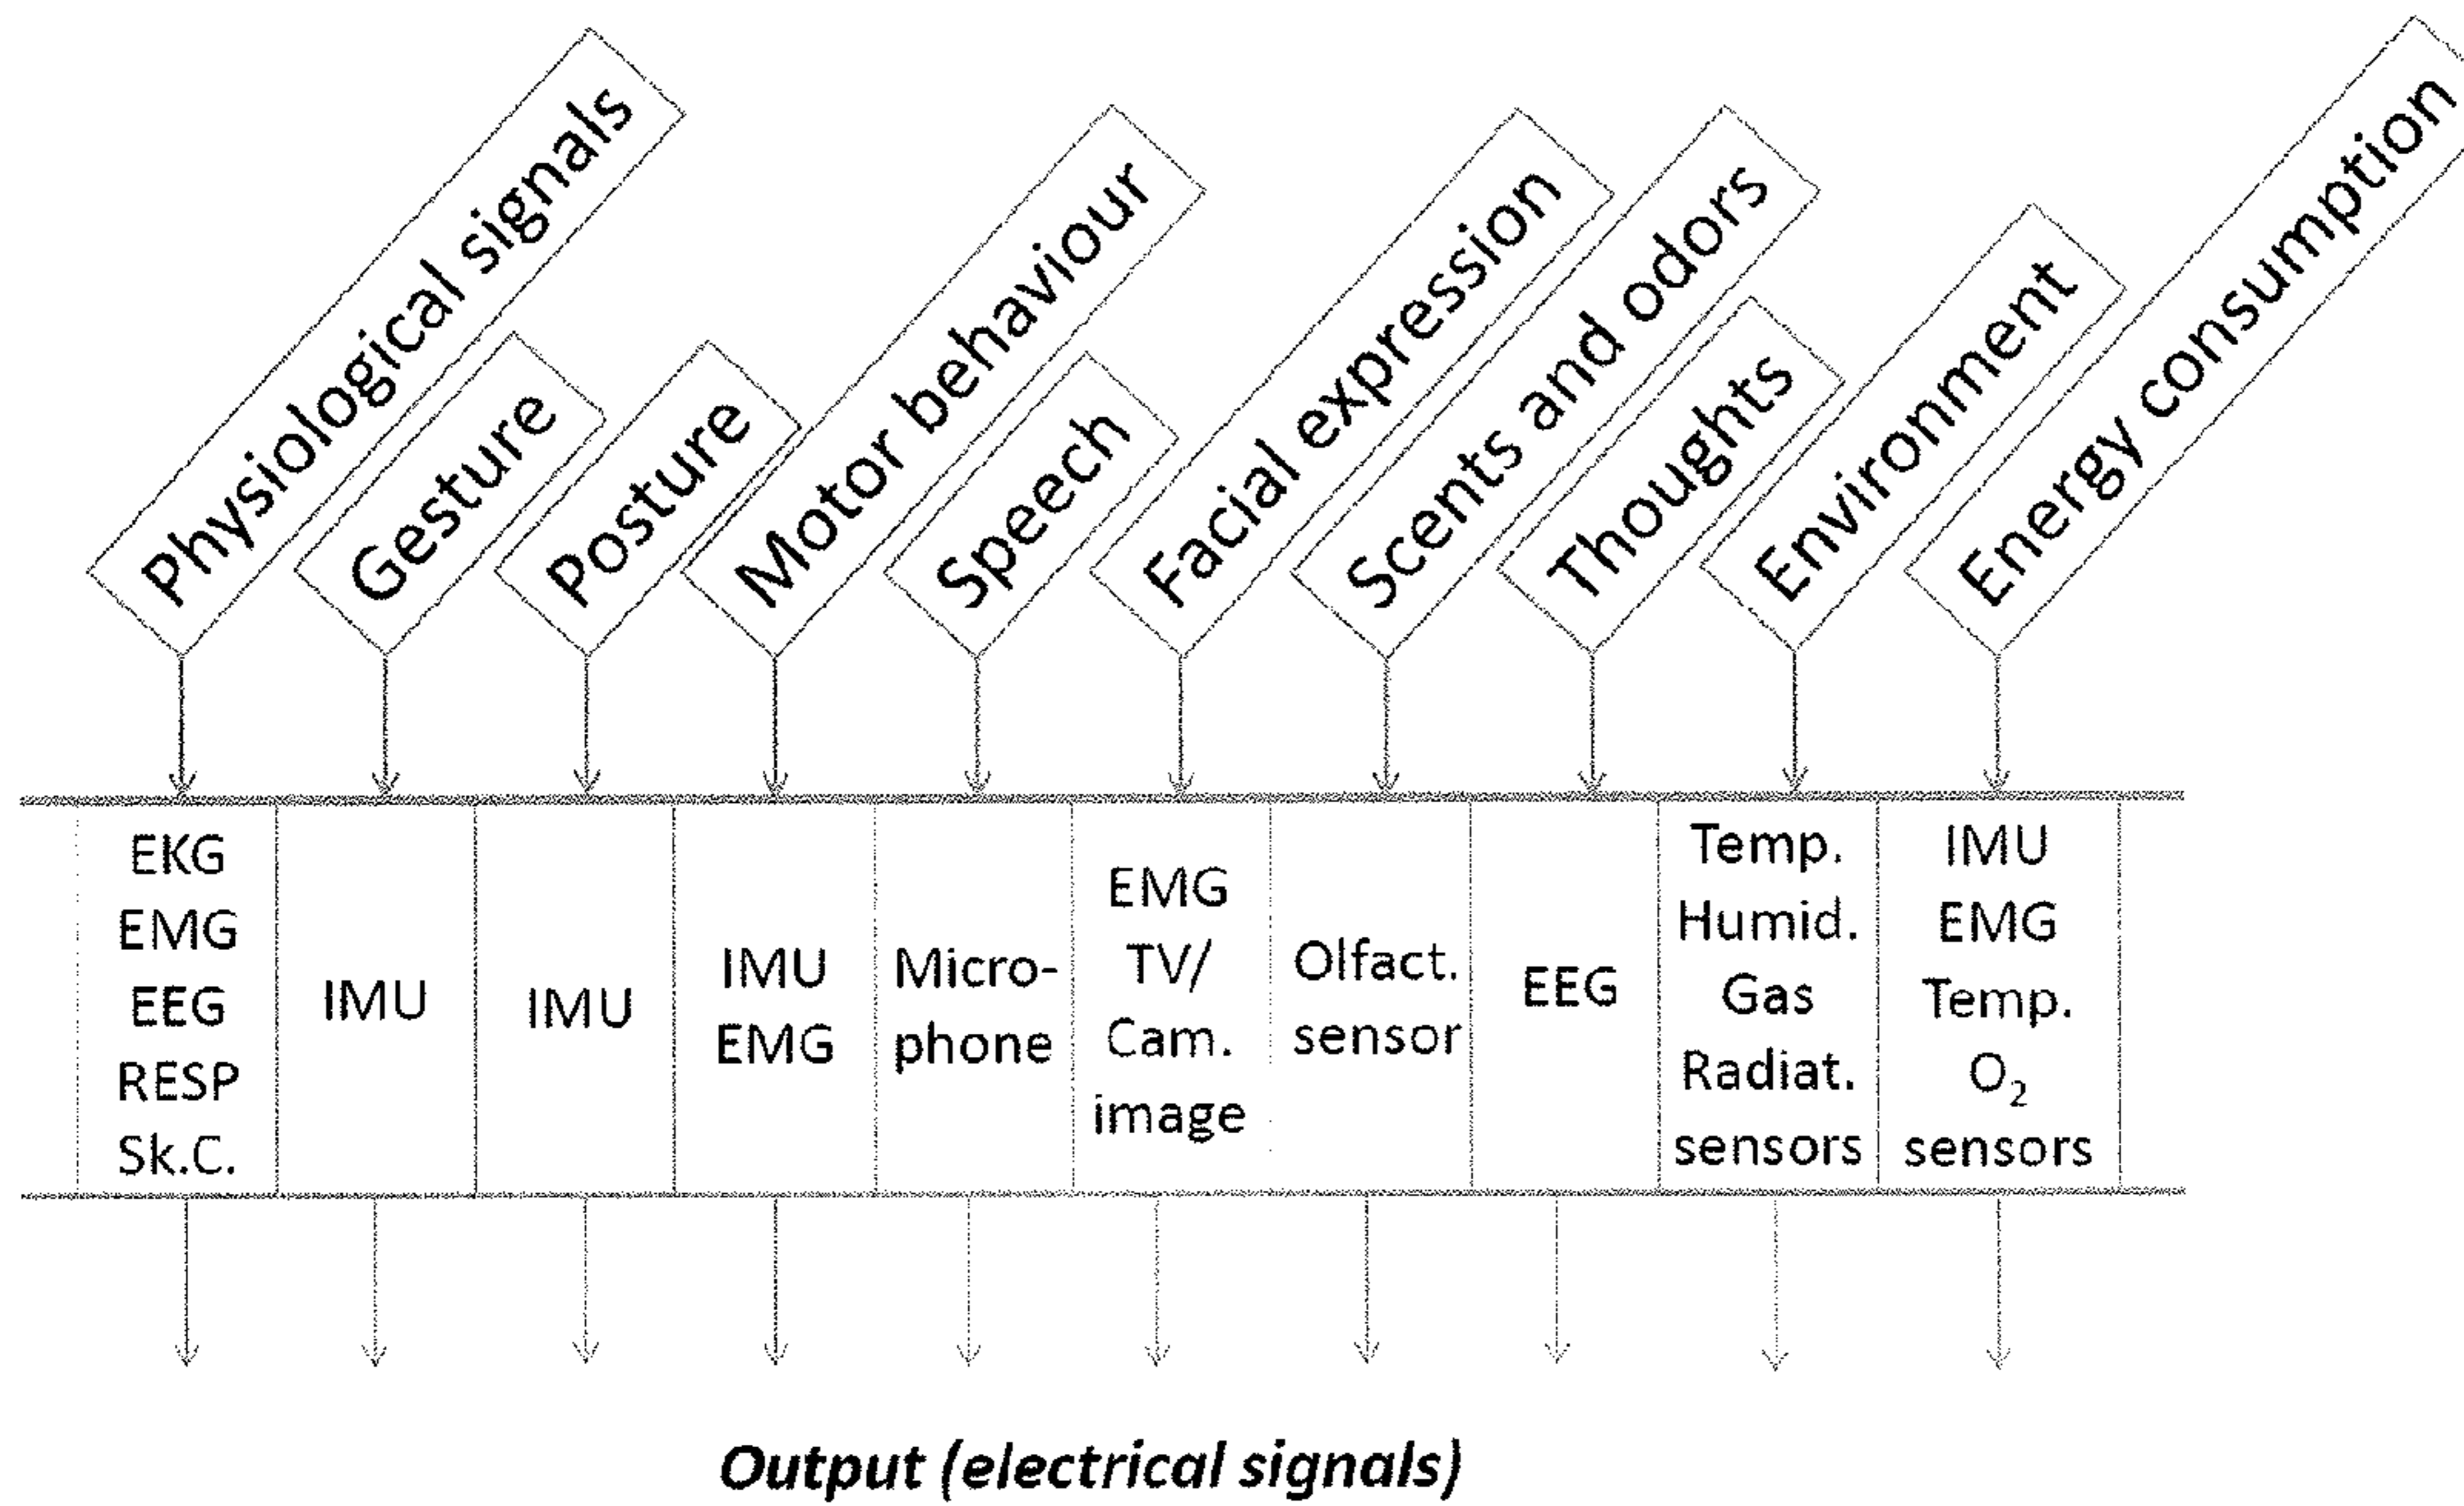 Physiological signals
Gesture
Posture
Motor behaviour
Speech
Facial expression
Scents and odors
Thoughts
Environment
Energy consumption
EKG
EMG
EEG
RESP
Sk.C.
IMU
IMU
IMU
EMG
Micro-
phone
EMG
TV/
Cam.
image
Olfact.
sensor
EEG
Temp.
Humid.
Gas
Radiat.
sensors
IMU
EMG
Temp.
O₂
sensors
Output (electrical signals)